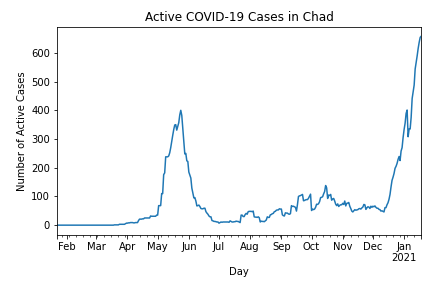 Active COVID-19 Cases in Chad
Number of Active Cases
600
500
400
300
200
100
0
Feb Mar Apr May Jun Jul Aug Sep Oct Nov Dec Jan
2021
Day